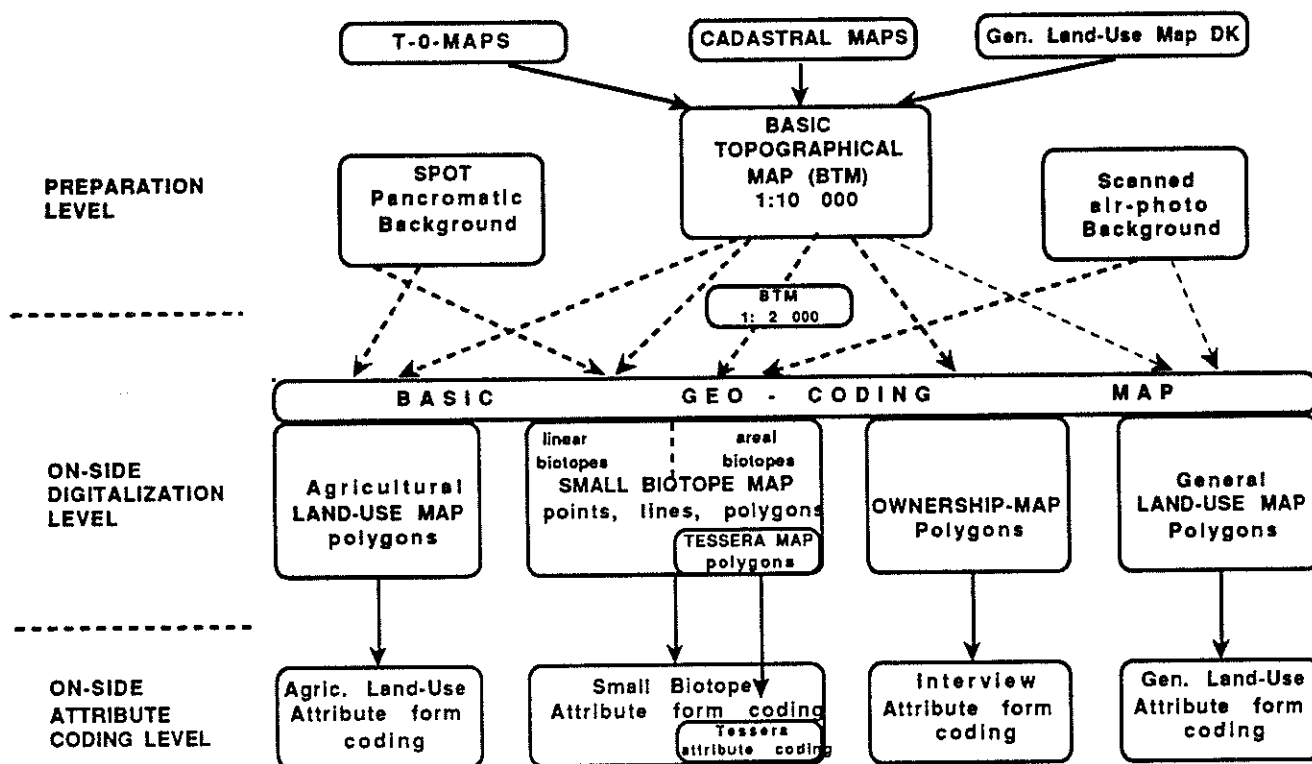 T-0-MAPS
CADASTRAL MAPS
Gen. Land-Use Map DK
BASIC
TOPOGRAPHICAL
MAP (BTM)
1:10 000
PREPARATION
LEVEL
SPOT
Pancromatic
Background
Scanned
air-photo
Background
BTM
1: 2 000
BASIC GEO - CODING MAP
ON-SIDE
DIGITALIZATION
LEVEL
Agricultural
LAND-USE MAP
polygons
linear
biotopes
areal
biotopes
SMALL BIOTOPE MAP
points, lines, polygons
TESSERA MAP
polygons
OWNERSHIP-MAP
Polygons
General
LAND-USE MAP
Polygons
ON-SIDE
ATTRIBUTE
CODING LEVEL
Agric. Land-Use
Attribute form
coding
Small Biotope
Attribute form coding
Tessera
attribute coding
Interview
Attribute form
coding
Gen. Land-Use
Attribute form
coding